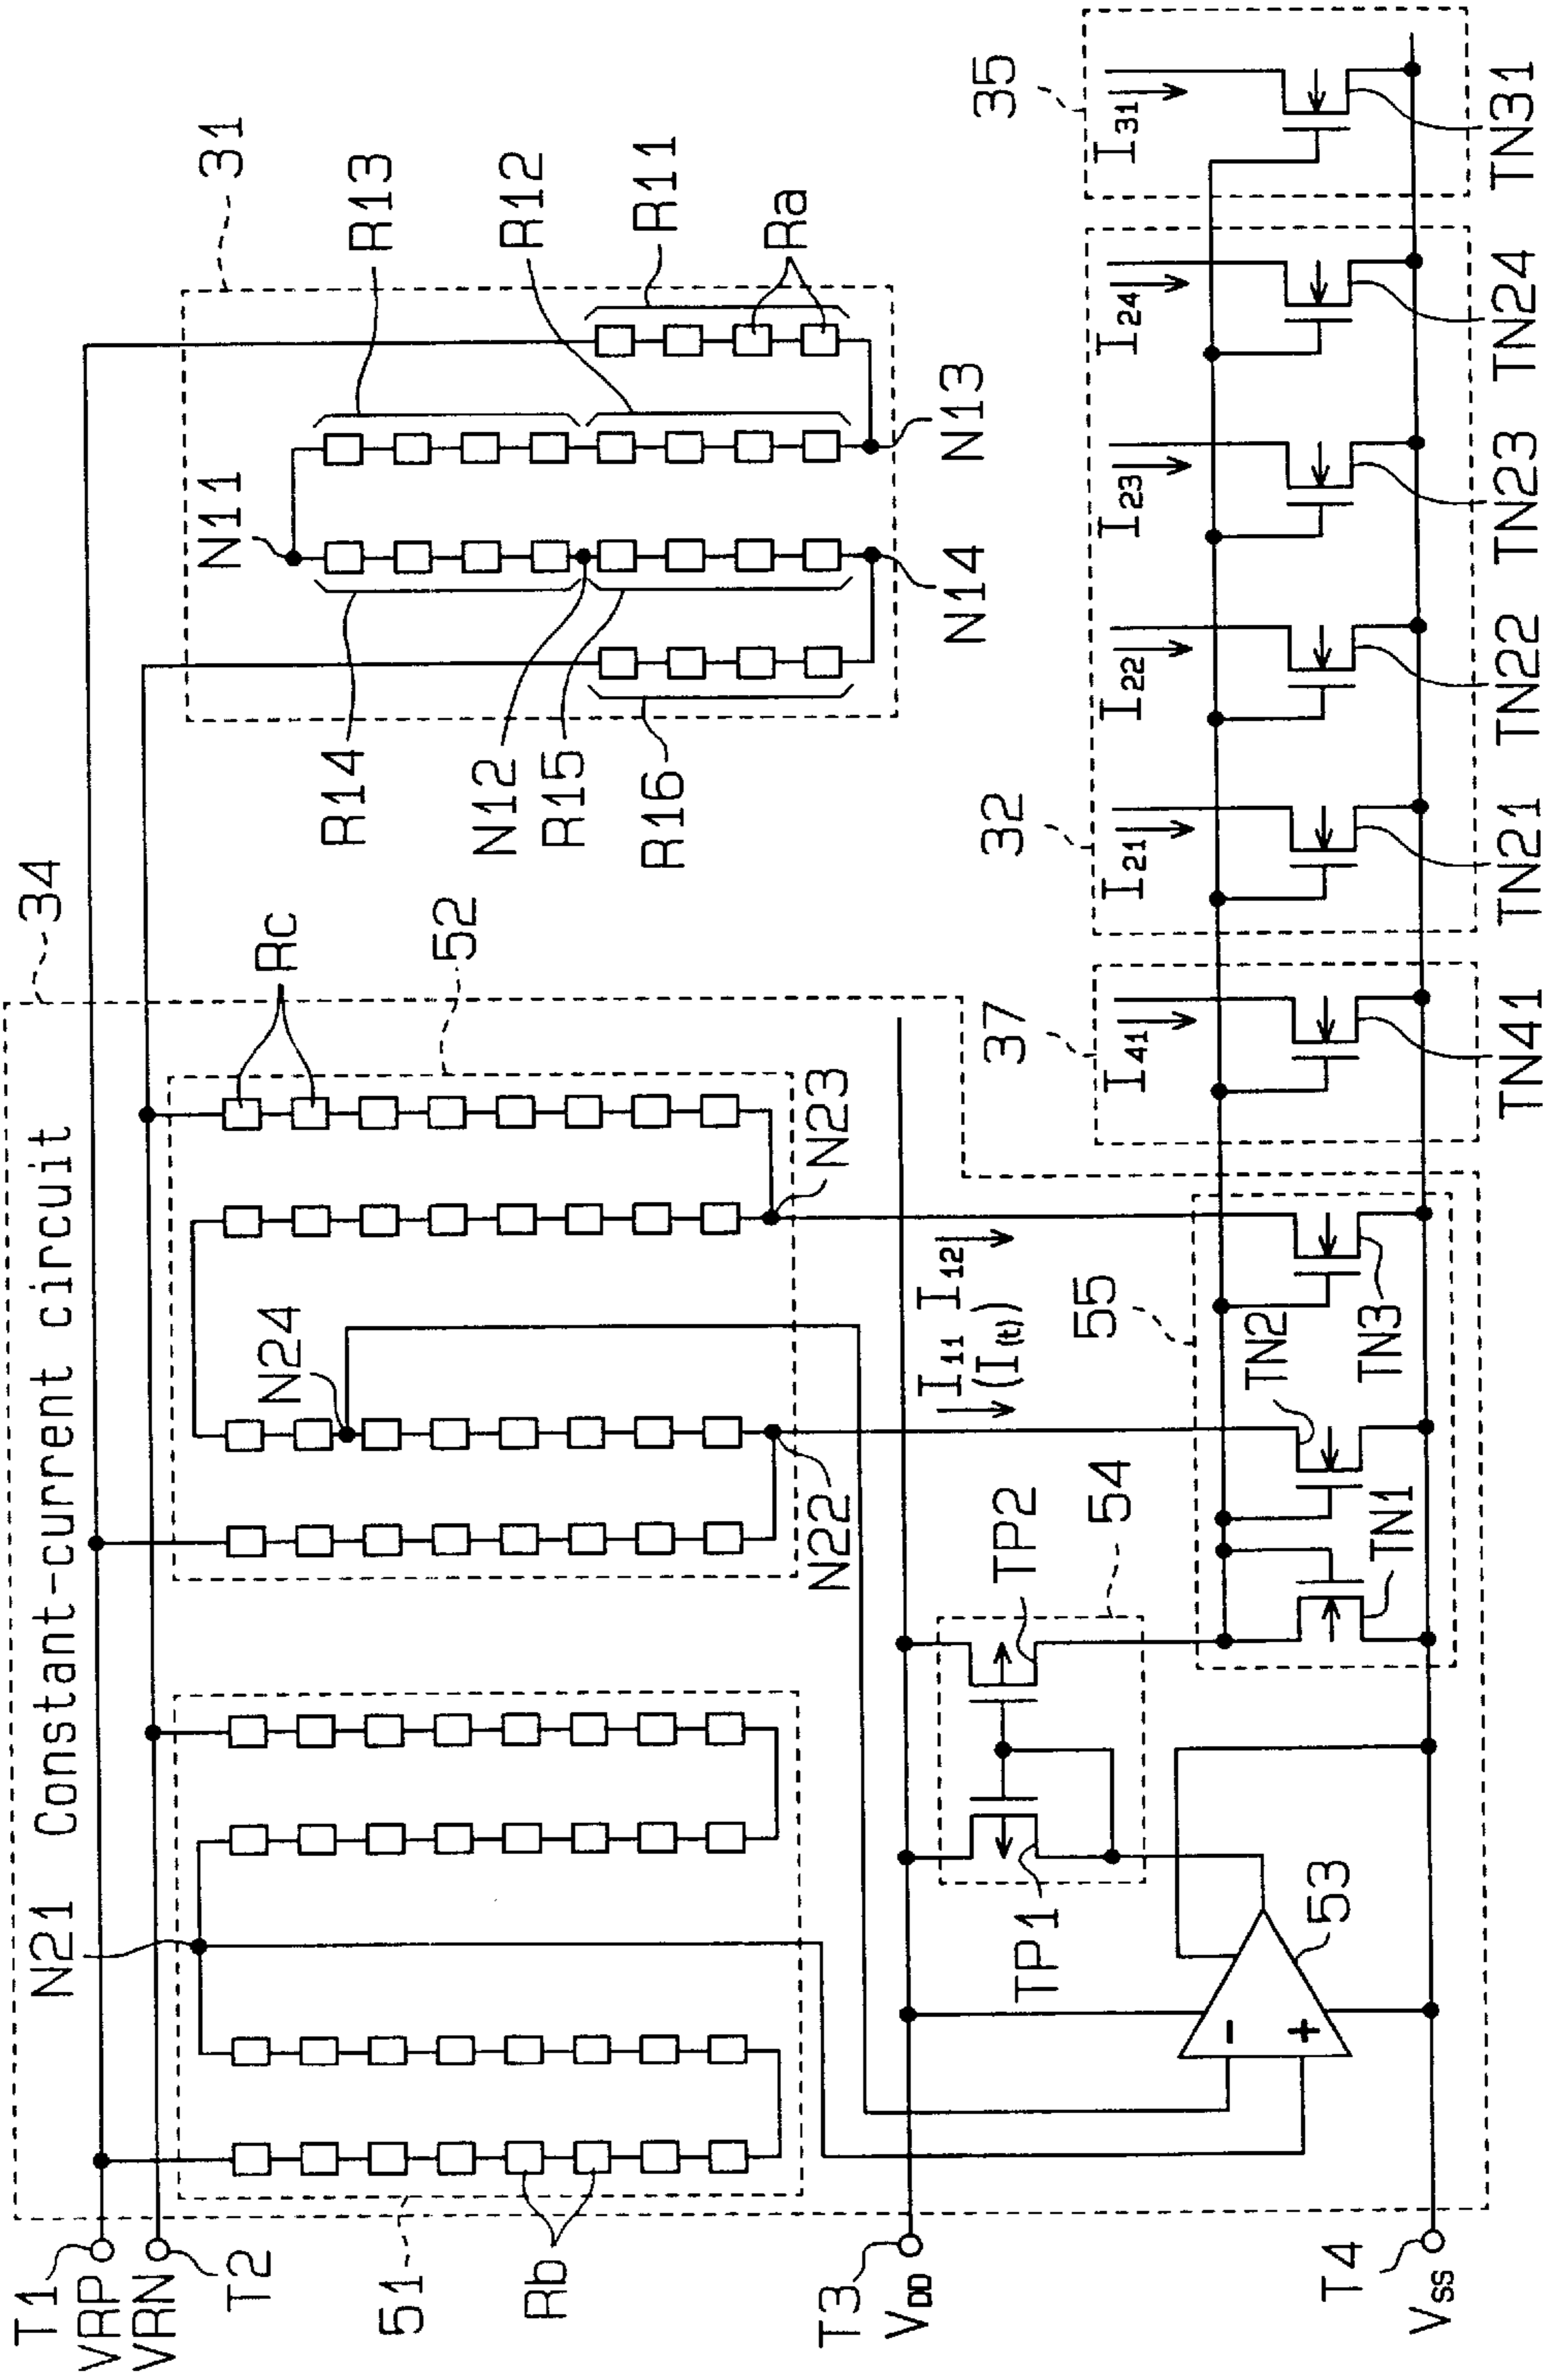 34
Constant-current circuit
T1
VRP
VRN
T2
N21
51
Rb
Rc
52
N24
N22
N23
31
N11
R13
R12
R11
Ra
R14
N12
R15
R16
N14
N13
T3
VDD
TP1
TP2
54
53
I11 I12
(I(t))
55
TN1
TN2
TN3
37
I41
TN41
32
I21
I22
I23
I24
TN21
TN22
TN23
TN24
35
I31
TN31
T4
VSS
-
+